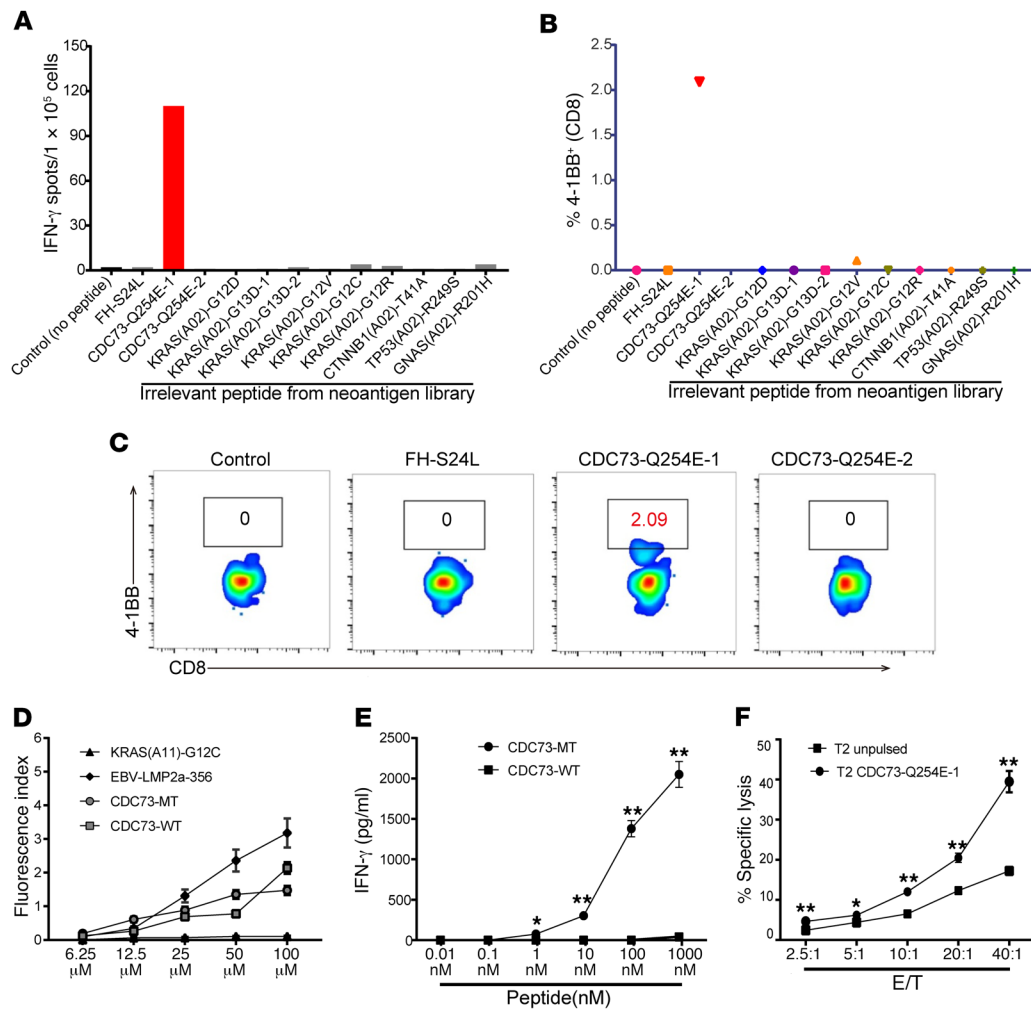 A
IFN-γ spots/1 × 10⁵ cells
150
120
90
60
30
0
Control (no peptide)
FH-S24L
CDC73-Q254E-1
CDC73-Q254E-2
KRAS(A02)-G12D
KRAS(A02)-G13D-1
KRAS(A02)-G13D-2
KRAS(A02)-G12V
KRAS(A02)-G12C
KRAS(A02)-G12R
CTNNB1(A02)-T41A
TP53(A02)-R249S
GNAS(A02)-R201H
Irrelevant peptide from neoantigen library
B
% 4-1BB⁺ (CD8)
2.5
2.0
1.5
1.0
0.5
0.0
Control (no peptide)
FH-S24L
CDC73-Q254E-1
CDC73-Q254E-2
KRAS(A02)-G12D
KRAS(A02)-G13D-1
KRAS(A02)-G13D-2
KRAS(A02)-G12V
KRAS(A02)-G12C
KRAS(A02)-G12R
CTNNB1(A02)-T41A
TP53(A02)-R249S
GNAS(A02)-R201H
Irrelevant peptide from neoantigen library
C
Control
FH-S24L
CDC73-Q254E-1
CDC73-Q254E-2
0
0
2.09
0
4-1BB
CD8
D
Fluorescence index
6
5
4
3
2
1
0
KRAS(A11)-G12C
EBV-LMP2a-356
CDC73-MT
CDC73-WT
6.25 12.5 25 50 100
μM μM μM μM μM
E
IFN-γ (pg/ml)
2500
2000
1500
1000
500
0
CDC73-MT
CDC73-WT
* ** ** **
0.01 0.1 1 10 100 1000
nM nM nM nM nM nM
Peptide(nM)
F
% Specific lysis
50
40
30
20
10
0
T2 unpulsed
T2 CDC73-Q254E-1
** * ** ** **
2.5:1 5:1 10:1 20:1 40:1
E/T